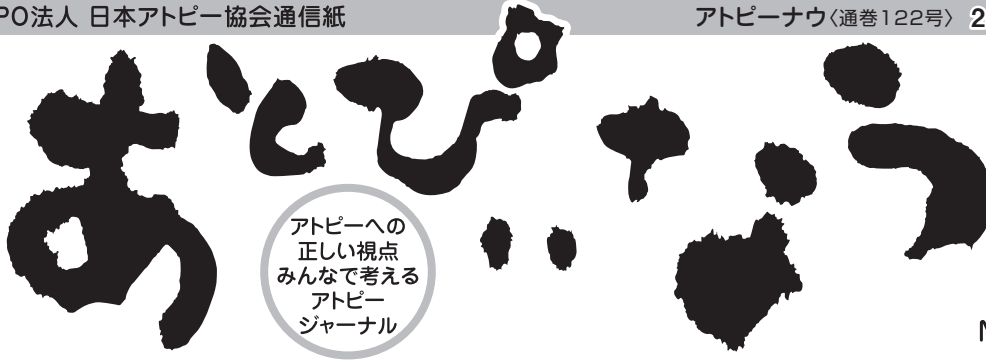 PO法人 日本アトピー協会通信紙
アトピーナウ〈通巻122号〉 2
あとぴいなう
アトピーへの
正しい視点
みんなで考える
アトピー
ジャーナル